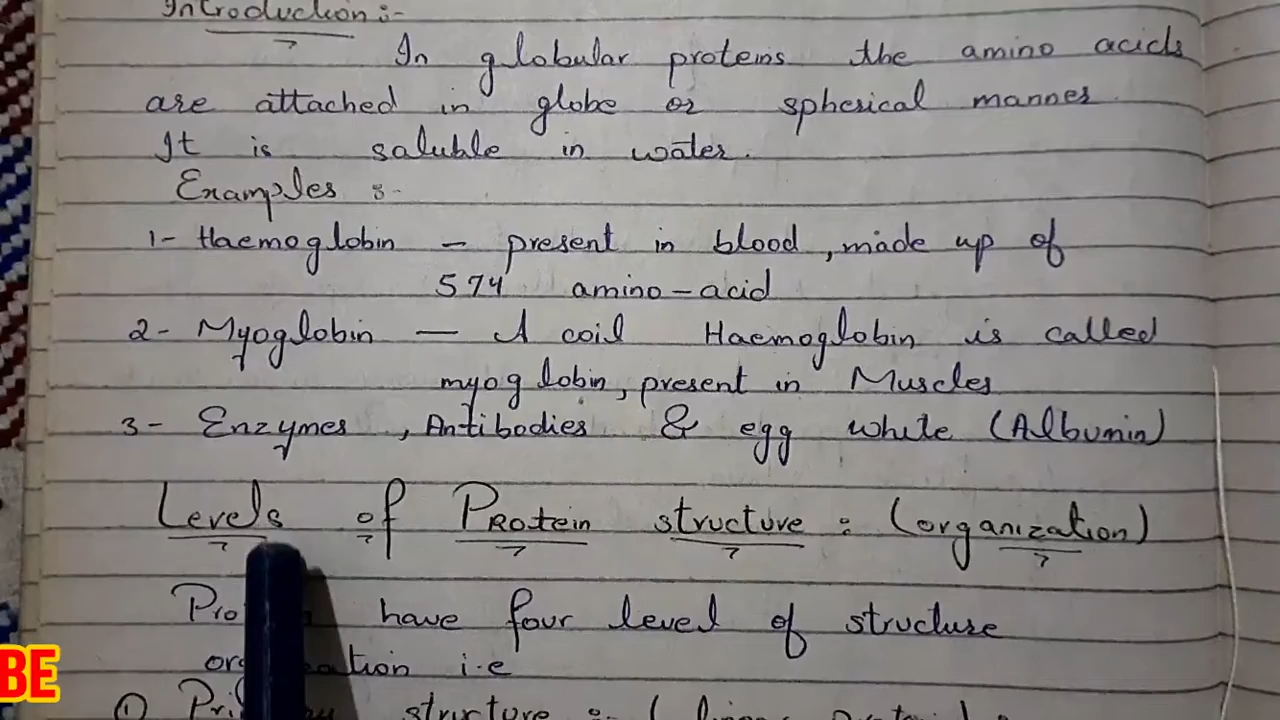 Introduction :-
In globular proteins the amino acids
are attached in globe or spherical manner.
It is saluble in water.
Examples :-
1- Haemoglobin - present in blood, made up of
574 amino-acid
2- Myoglobin — A coil Haemoglobin is called
myoglobin, present in Muscles
3- Enzymes, Antibodies & egg white (Albumin)
Levels of Protein structure : (organization)
have four level of structure
i.e
① structure :- (
BE